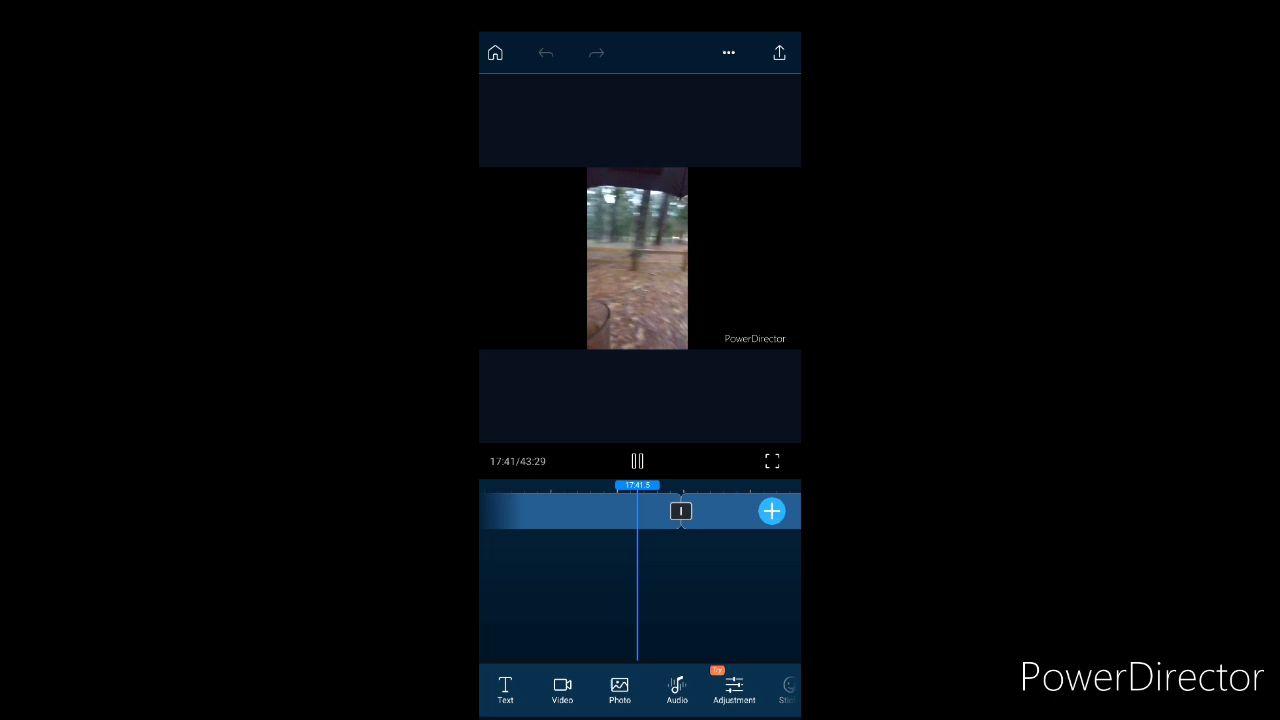 PowerDirector
17:41/43:29
17:41.5
Try
Text
Video
Photo
Audio
Adjustment
PowerDirector